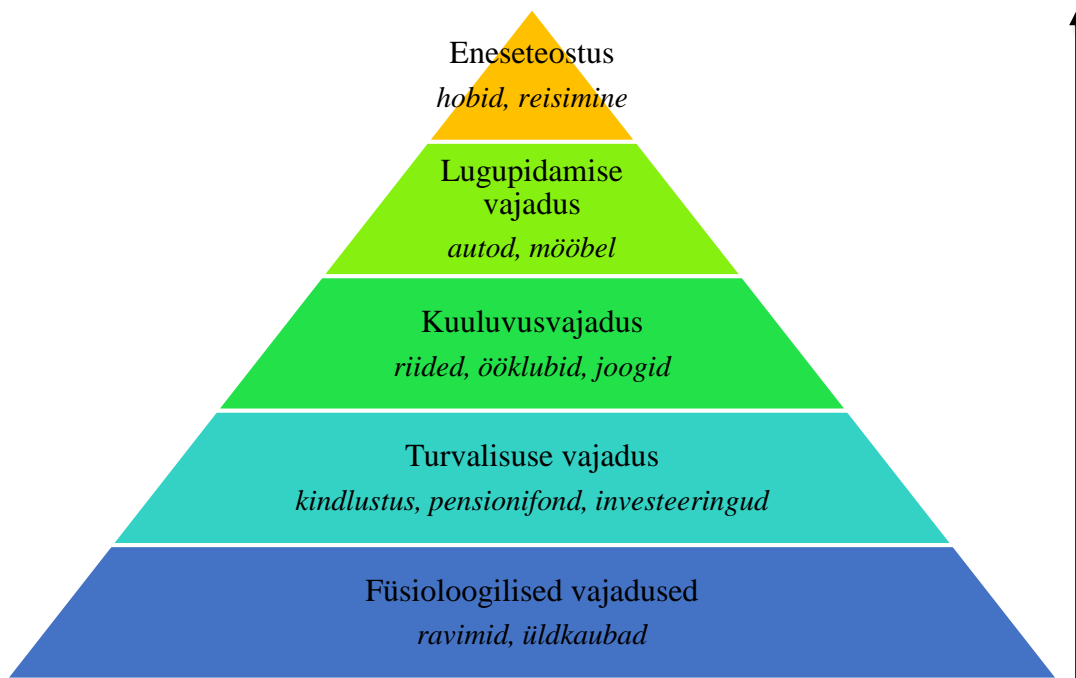 Eneseteostus
hobid, reisimine
Lugupidamise
vajadus
autod, mööbel
Kuuluvusvajadus
riided, ööklubid, joogid
Turvalisuse vajadus
kindlustus, pensionifond, investeeringud
Füsioloogilised vajadused
ravimid, üldkaubad